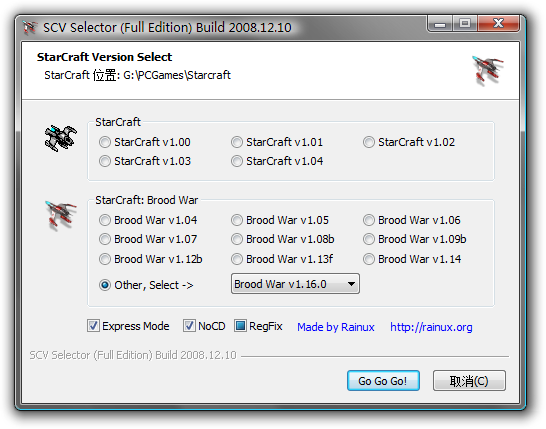 SCV Selector (Full Edition) Build 2008.12.10
StarCraft Version Select
StarCraft 位置: G:\PCGames\Starcraft
StarCraft
StarCraft v1.00 StarCraft v1.01 StarCraft v1.02
StarCraft v1.03 StarCraft v1.04
StarCraft: Brood War
Brood War v1.04 Brood War v1.05 Brood War v1.06
Brood War v1.07 Brood War v1.08b Brood War v1.09b
Brood War v1.12b Brood War v1.13f Brood War v1.14
Other, Select -> Brood War v1.16.0
Express Mode NoCD RegFix Made by Rainux http://rainux.org
SCV Selector (Full Edition) Build 2008.12.10
Go Go Go! 取消(C)